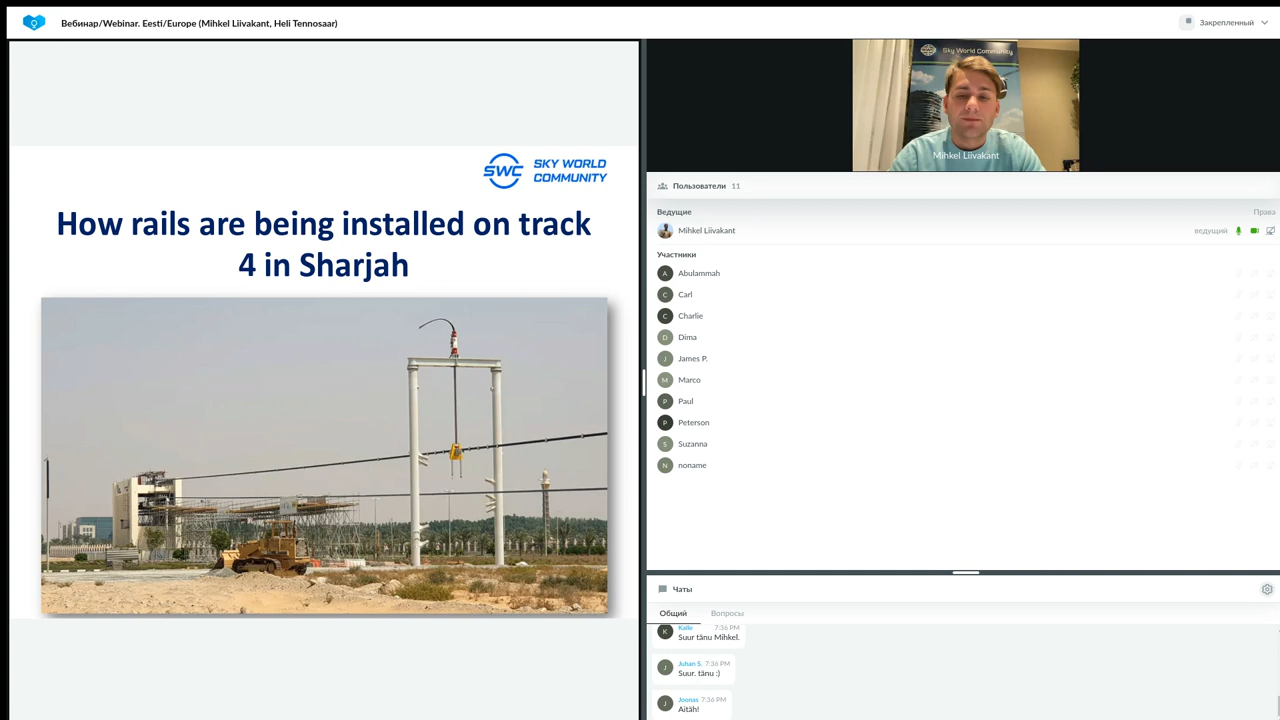 Вебинар/Webinar. Eesti/Europe (Mihkel Liivakant, Heli Tennosaar)
Закрепленный
SWC SKY WORLD
COMMUNITY
How rails are being installed on track
4 in Sharjah
Sky World Community
Mihkel Liivakant
Пользователи 11
Ведущие Права
Mihkel Liivakant ведущий
Участники
A Abulammah
C Carl
C Charlie
D Dima
J James P.
M Marco
P Paul
P Peterson
S Suzanna
N noname
Чаты
Общий Вопросы
K Kalle 7:36 PM
Suur tänu Mihkel.
J Juhan S. 7:36 PM
Suur. tänu :)
J Joonas 7:36 PM
Aitäh!